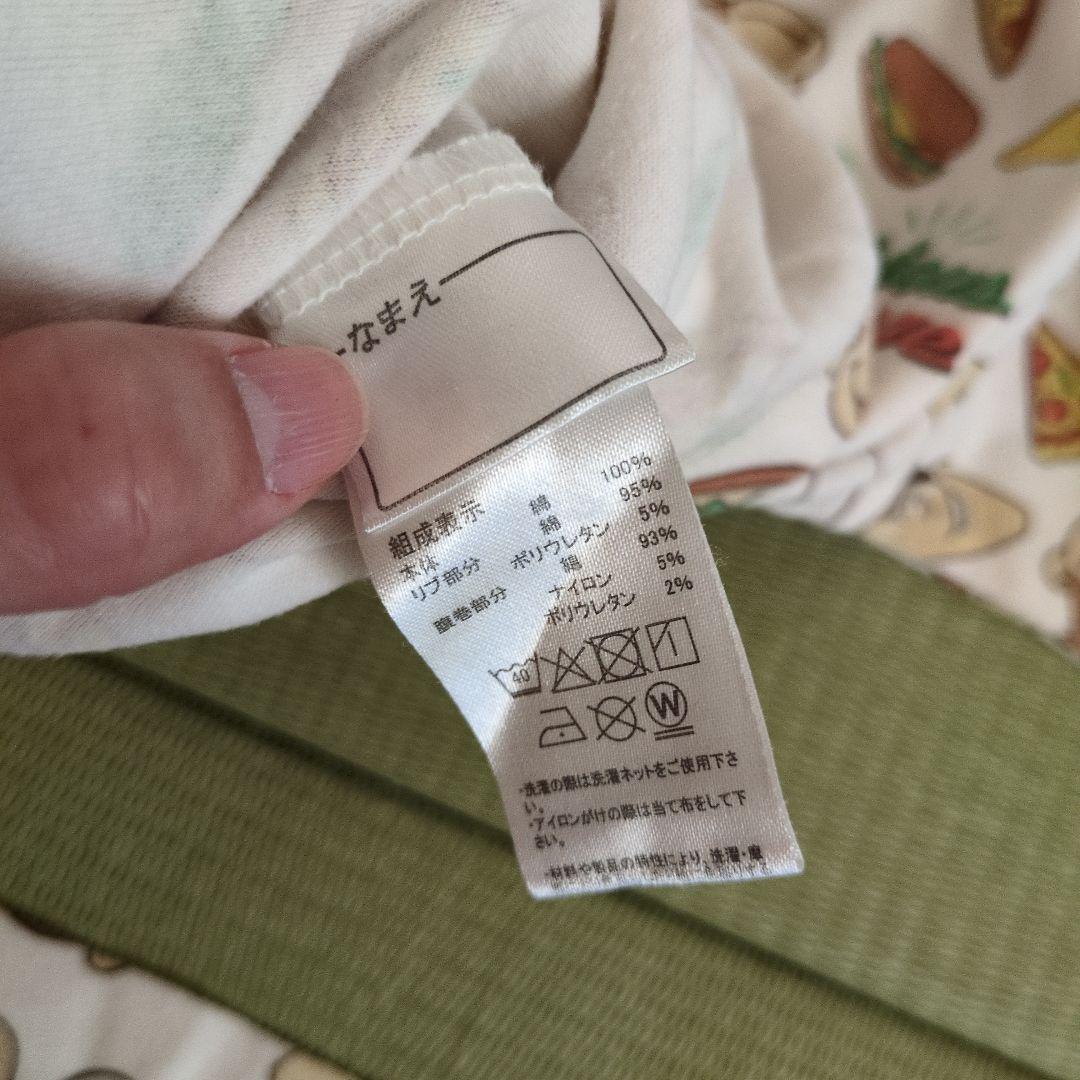 なまえ
組成表示
本体 綿 100%
リブ部分 綿 95%
ポリウレタン 5%
腹巻部分 綿 93%
ナイロン 5%
ポリウレタン 2%
40
W
・洗濯の際は洗濯ネットをご使用下さ
い。
・アイロンがけの際は当て布をして下
さい。
・材料や製品の特性により、洗濯・摩